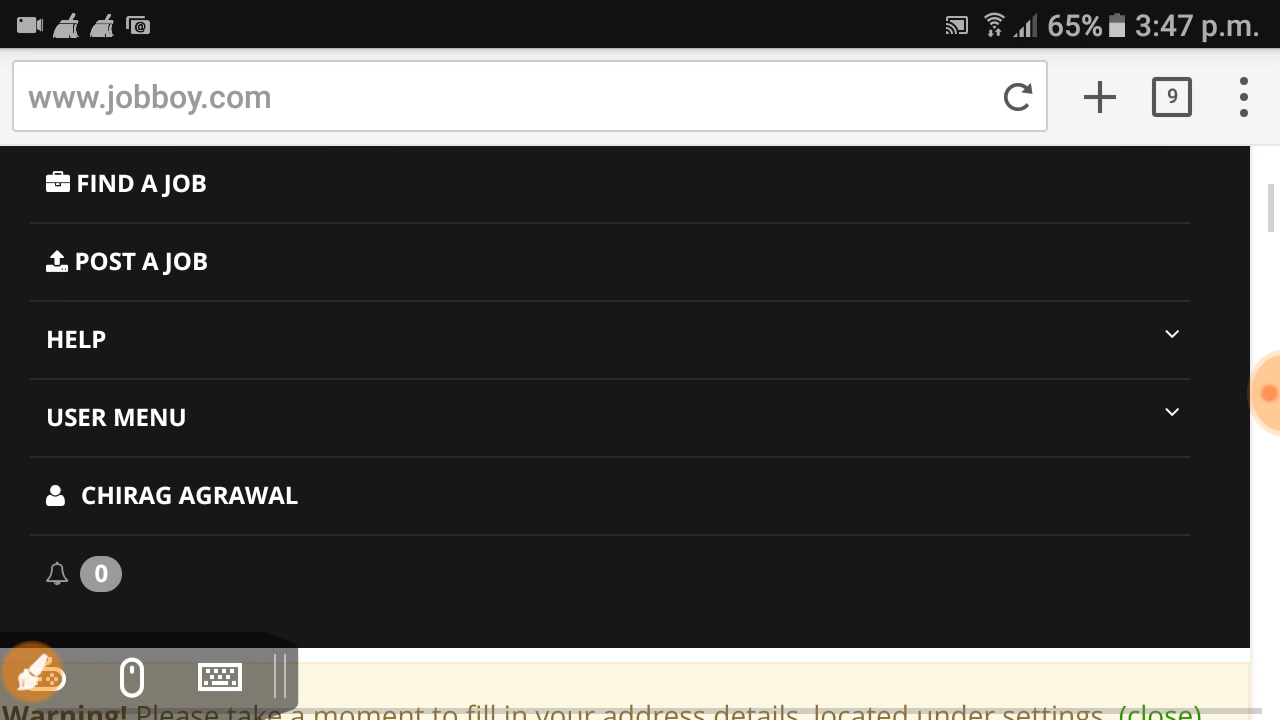 65% 3:47 p.m.
www.jobboy.com
9
FIND A JOB
POST A JOB
HELP
USER MENU
CHIRAG AGRAWAL
0
Warning! Please take a moment to fill in your address details, located under settings. (close)